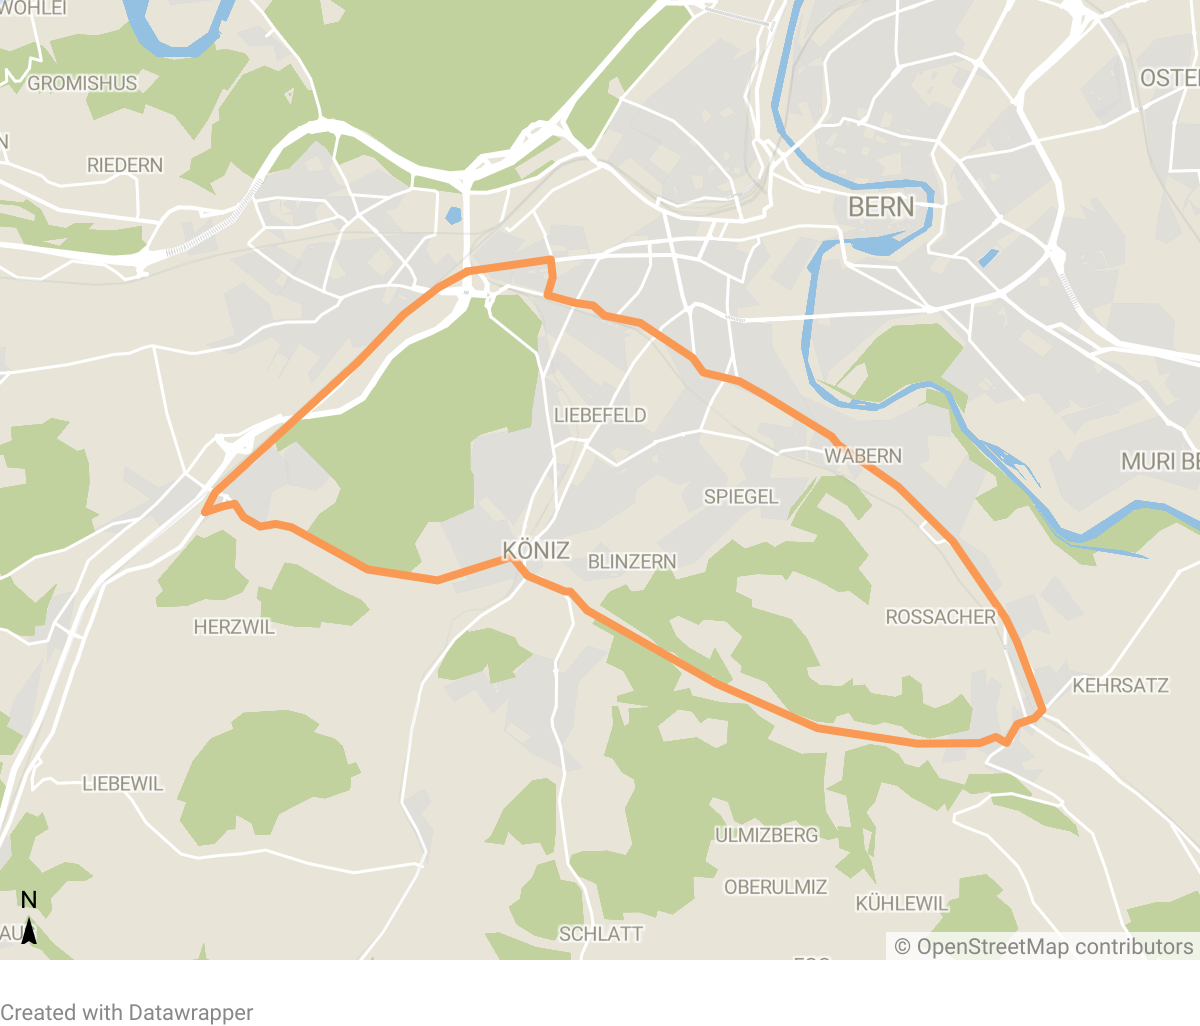 WOHLEI
GROMISHUS
OSTER
RIEDERN
BERN
LIEBEFELD
WABERN
MURI BE
SPIEGEL
KÖNIZ
BLINZERN
ROSSACHER
HERZWIL
KEHRSATZ
LIEBEWIL
ULMIZBERG
OBERULMIZ
KÜHLEWIL
N
SCHLATT
AU
© OpenStreetMap contributors
Created with Datawrapper